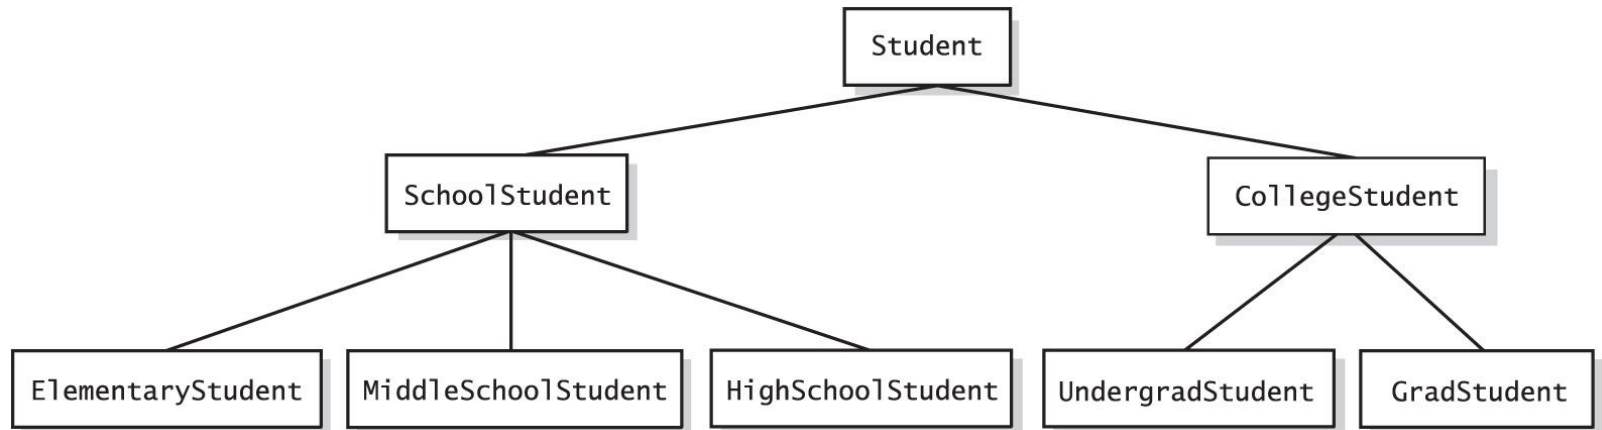 Student
SchoolStudent
CollegeStudent
ElementaryStudent
MiddleSchoolStudent
HighSchoolStudent
UndergradStudent
GradStudent